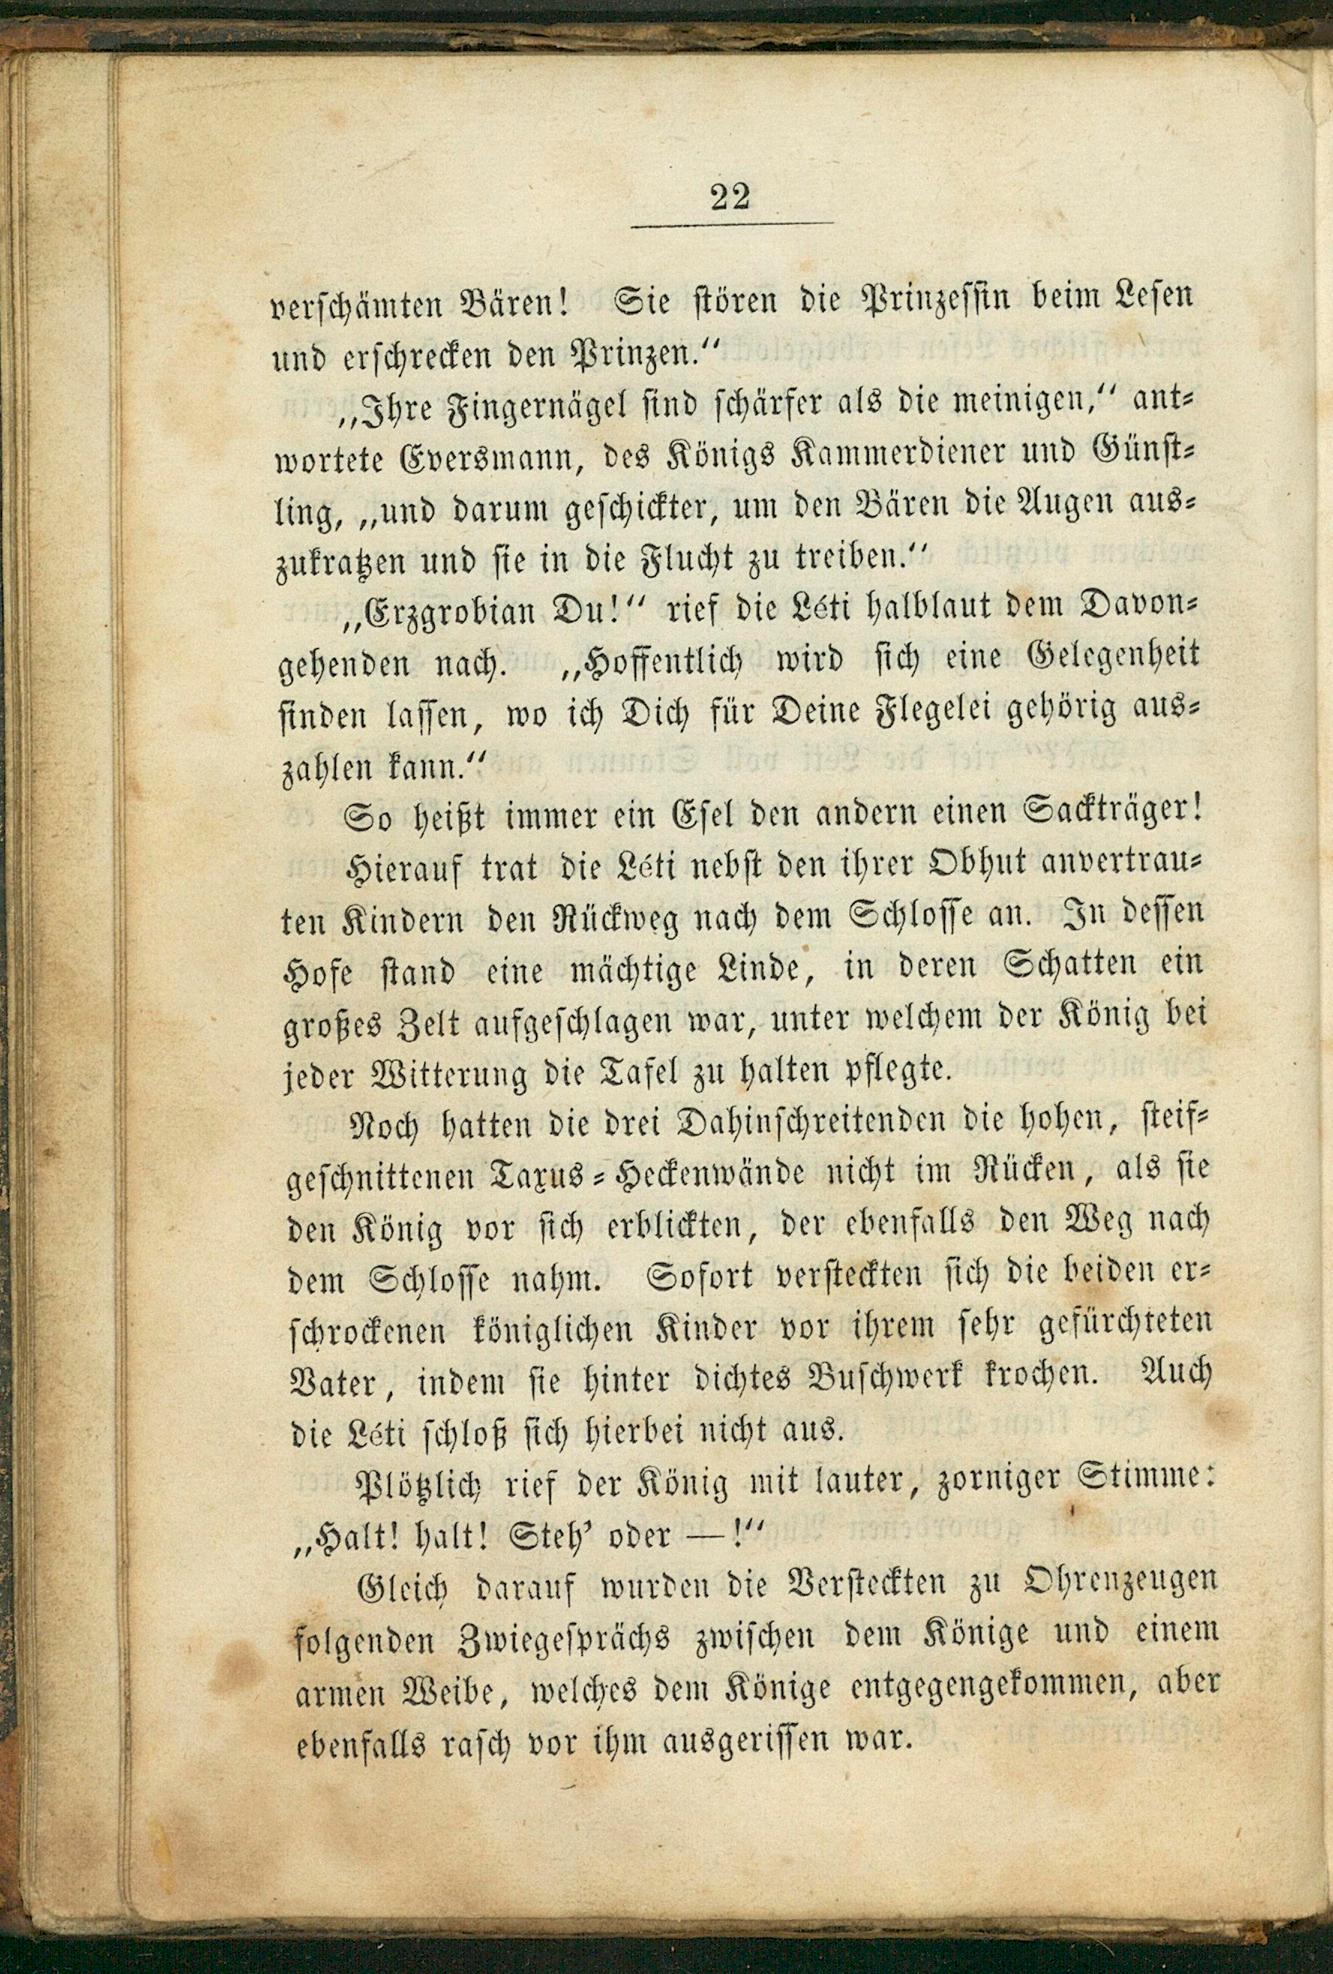 22
verschämten Bären! Sie stören die Prinzessin beim Lesen
und erschrecken den Prinzen.“
„Ihre Fingernägel sind schärfer als die meinigen,“ ant-
wortete Eversmann, des Königs Kammerdiener und Günst-
ling, „und darum geschickter, um den Bären die Augen aus-
zukratzen und sie in die Flucht zu treiben.“
„Erzgrobian Du!“ rief die Léti halblaut dem Davon-
gehenden nach. „Hoffentlich wird sich eine Gelegenheit
finden lassen, wo ich Dich für Deine Flegelei gehörig aus-
zahlen kann.“
So heißt immer ein Esel den andern einen Sackträger!
Hierauf trat die Léti nebst den ihrer Obhut anvertrau-
ten Kindern den Rückweg nach dem Schlosse an. In dessen
Hofe stand eine mächtige Linde, in deren Schatten ein
großes Zelt aufgeschlagen war, unter welchem der König bei
jeder Witterung die Tafel zu halten pflegte.
Noch hatten die drei Dahinschreitenden die hohen, steif-
geschnittenen Taxus-Heckenwände nicht im Rücken, als sie
den König vor sich erblickten, der ebenfalls den Weg nach
dem Schlosse nahm. Sofort versteckten sich die beiden er-
schrockenen königlichen Kinder vor ihrem sehr gefürchteten
Vater, indem sie hinter dichtes Buschwerk krochen. Auch
die Léti schloß sich hierbei nicht aus.
Plötzlich rief der König mit lauter, zorniger Stimme:
„Halt! halt! Steh’ oder —!“
Gleich darauf wurden die Versteckten zu Ohrenzeugen
folgenden Zwiegesprächs zwischen dem Könige und einem
armen Weibe, welches dem Könige entgegengekommen, aber
ebenfalls rasch vor ihm ausgerissen war.